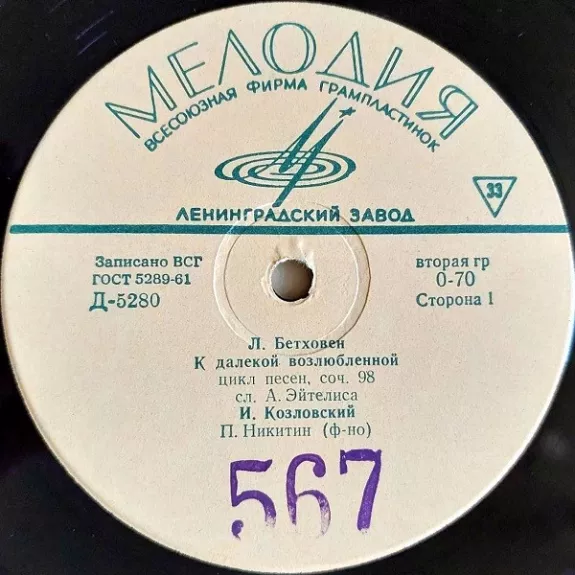 МЕЛОДИЯ
ВСЕСОЮЗНАЯ ФИРМА ГРАМПЛАСТИНОК
33
ЛЕНИНГРАДСКИЙ ЗАВОД
Записано ВСГ
ГОСТ 5289-61
Д-5280
вторая гр
0-70
Сторона 1
Л. Бетховен
К далекой возлюбленной
цикл песен, соч. 98
сл. А. Эйтелиса
И. Козловский
П. Никитин (ф-но)
567